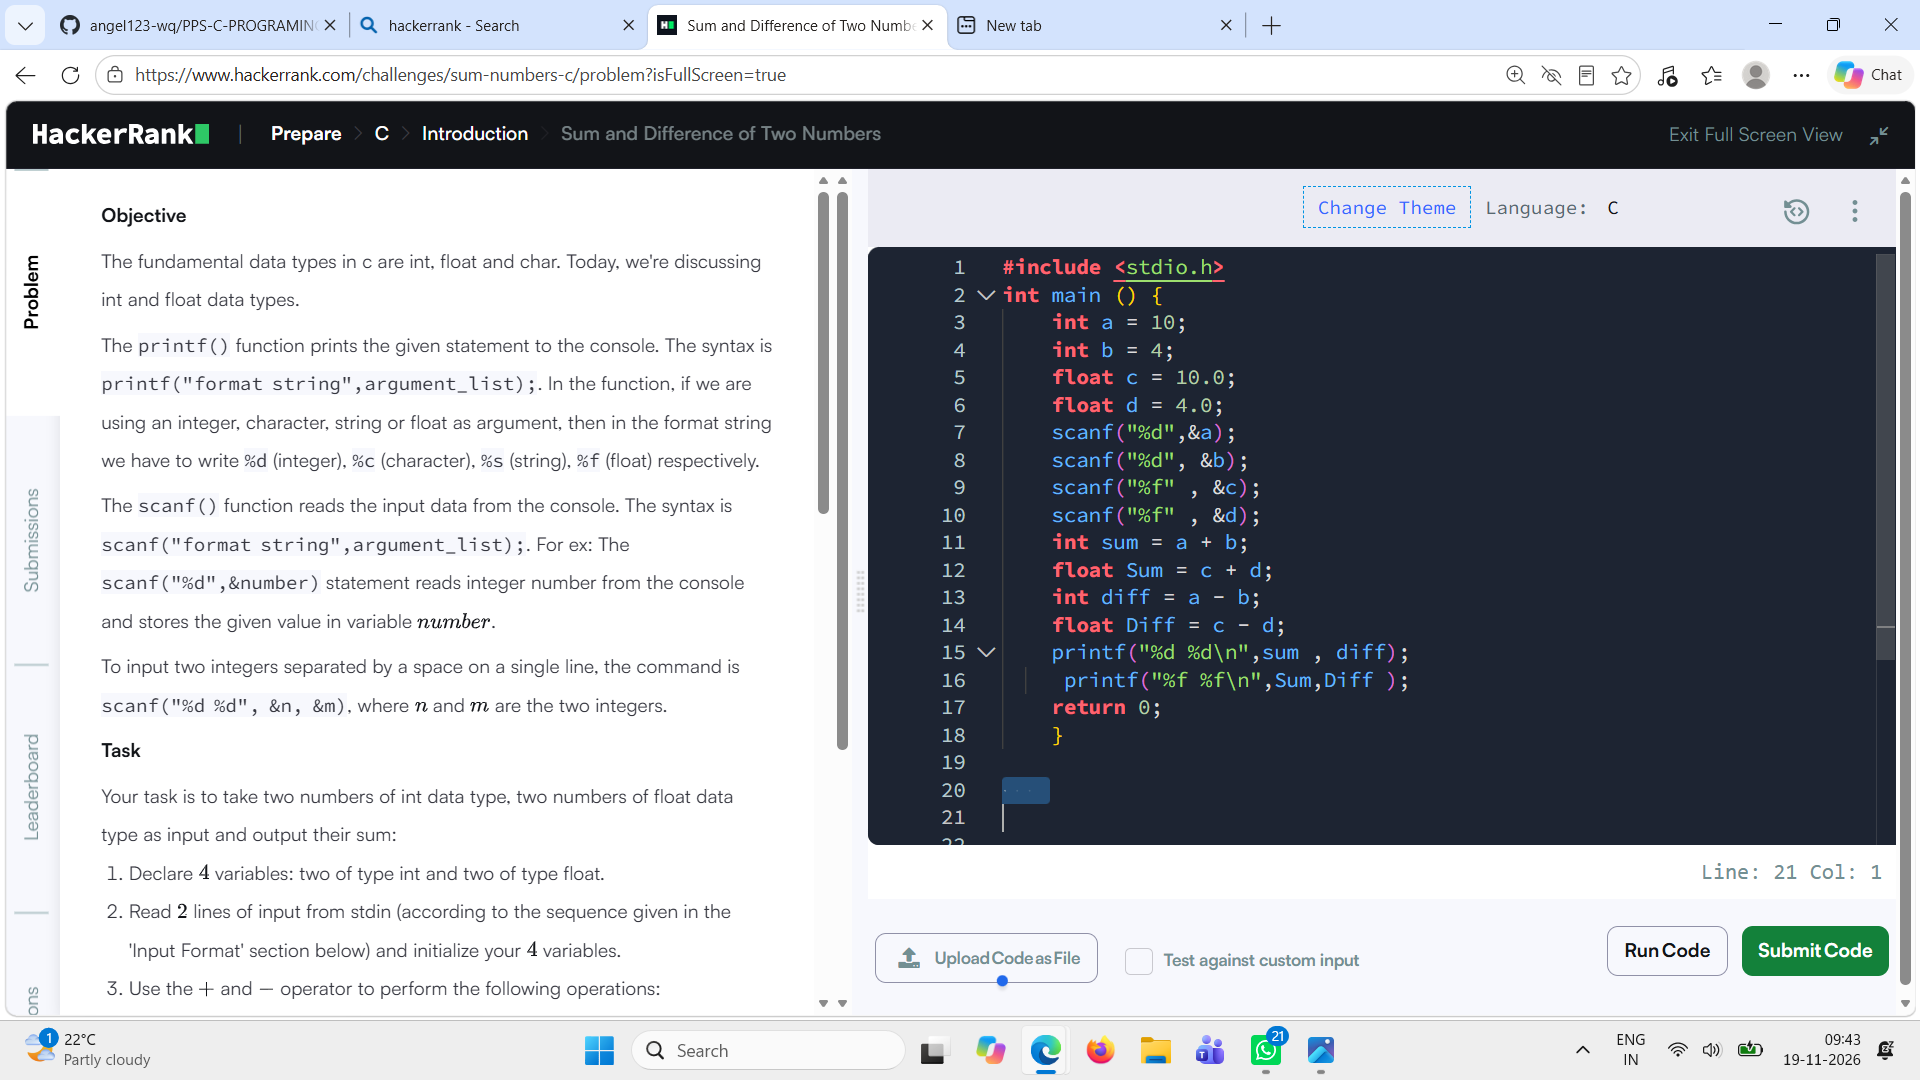 angel123-wq/PPS-C-PROGRAMING
hackerrank - Search
Sum and Difference of Two Numbe
New tab
https://www.hackerrank.com/challenges/sum-numbers-c/problem?isFullScreen=true
Chat
HackerRank
Prepare
C
Introduction
Sum and Difference of Two Numbers
Exit Full Screen View
Problem
Submissions
Leaderboard
ons
Objective
The fundamental data types in c are int, float and char. Today, we're discussing
int and float data types.
The printf() function prints the given statement to the console. The syntax is
printf("format string",argument_list);. In the function, if we are
using an integer, character, string or float as argument, then in the format string
we have to write %d (integer), %c (character), %s (string), %f (float) respectively.
The scanf() function reads the input data from the console. The syntax is
scanf("format string",argument_list);. For ex: The
scanf("%d",&number) statement reads integer number from the console
and stores the given value in variable number.
To input two integers separated by a space on a single line, the command is
scanf("%d %d", &n, &m), where n and m are the two integers.
Task
Your task is to take two numbers of int data type, two numbers of float data
type as input and output their sum:
1. Declare 4 variables: two of type int and two of type float.
2. Read 2 lines of input from stdin (according to the sequence given in the
'Input Format' section below) and initialize your 4 variables.
3. Use the + and − operator to perform the following operations:
Change Theme
Language: C
1 #include <stdio.h>
2 int main () {
3 int a = 10;
4 int b = 4;
5 float c = 10.0;
6 float d = 4.0;
7 scanf("%d",&a);
8 scanf("%d", &b);
9 scanf("%f" , &c);
10 scanf("%f" , &d);
11 int sum = a + b;
12 float Sum = c + d;
13 int diff = a - b;
14 float Diff = c - d;
15 printf("%d %d\n",sum , diff);
16 printf("%f %f\n",Sum,Diff );
17 return 0;
18 }
19
20
21
22
Line: 21 Col: 1
Upload Code as File
Test against custom input
Run Code
Submit Code
1
22°C
Partly cloudy
Search
21
ENG
IN
09:43
19-11-2026